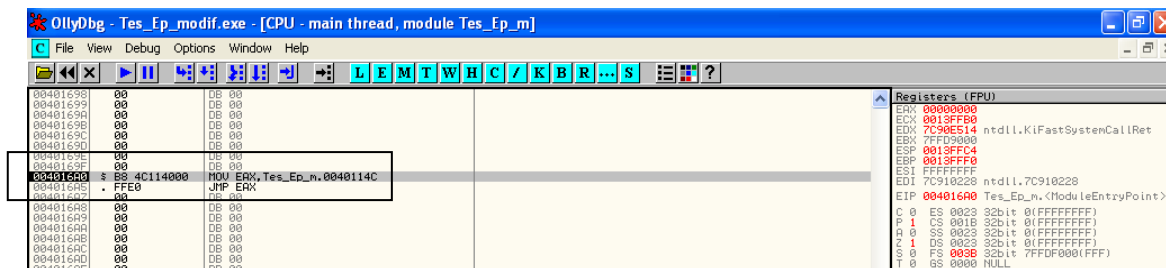 OllyDbg - Tes_Ep_modif.exe - [CPU - main thread, module Tes_Ep_m]
C File View Debug Options Window Help
L E M T W H C / K B R ... S ?
00401698 00 DB 00
00401699 00 DB 00
0040169A 00 DB 00
0040169B 00 DB 00
0040169C 00 DB 00
0040169D 00 DB 00
0040169E 00 DB 00
0040169F 00 DB 00
004016A0 $ B8 4C114000 MOV EAX,Tes_Ep_m.0040114C
004016A5 . FFE0 JMP EAX
004016A7 00 DB 00
004016A8 00 DB 00
004016A9 00 DB 00
004016AA 00 DB 00
004016AB 00 DB 00
004016AC 00 DB 00
004016AD 00 DB 00
Registers (FPU)
EAX 00000000
ECX 0013FFB0
EDX 7C90E514 ntdll.KiFastSystemCallRet
EBX 7FFD9000
ESP 0013FFC4
EBP 0013FFF0
ESI FFFFFFFF
EDI 7C910228 ntdll.7C910228
EIP 004016A0 Tes_Ep_m.<ModuleEntryPoint>
C 0 ES 0023 32bit 0(FFFFFFFF)
P 1 CS 001B 32bit 0(FFFFFFFF)
A 0 SS 0023 32bit 0(FFFFFFFF)
Z 1 DS 0023 32bit 0(FFFFFFFF)
S 0 FS 003B 32bit 7FFDF000(FFF)
T 0 GS 0000 NULL